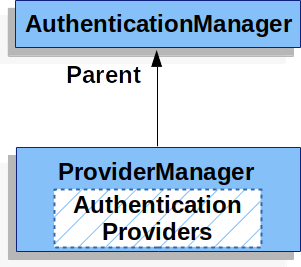 AuthenticationManager
Parent
ProviderManager
Authentication
Providers